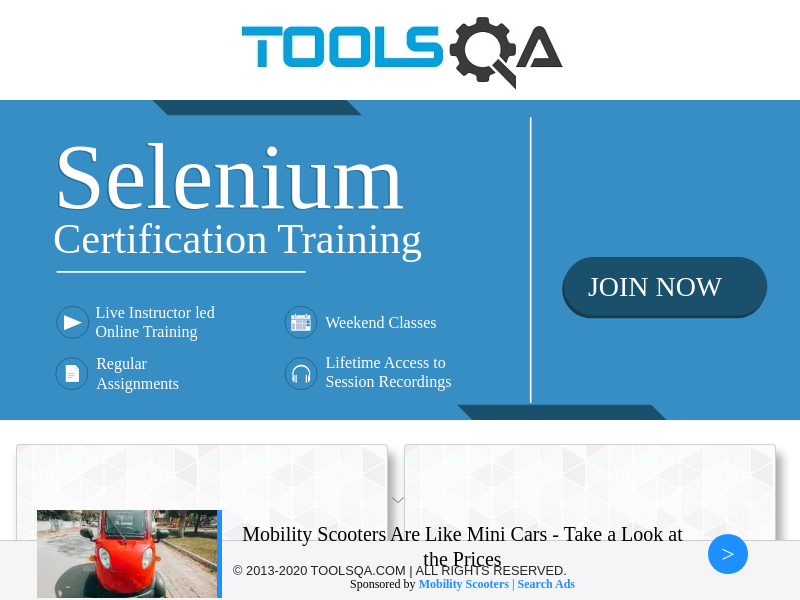 TOOLSQA
Selenium
Certification Training
Live Instructor led
Online Training
Weekend Classes
Regular
Assignments
Lifetime Access to
Session Recordings
JOIN NOW
Mobility Scooters Are Like Mini Cars - Take a Look at
the Prices
>
© 2013-2020 TOOLSQA.COM | ALL RIGHTS RESERVED.
Sponsored by Mobility Scooters | Search Ads